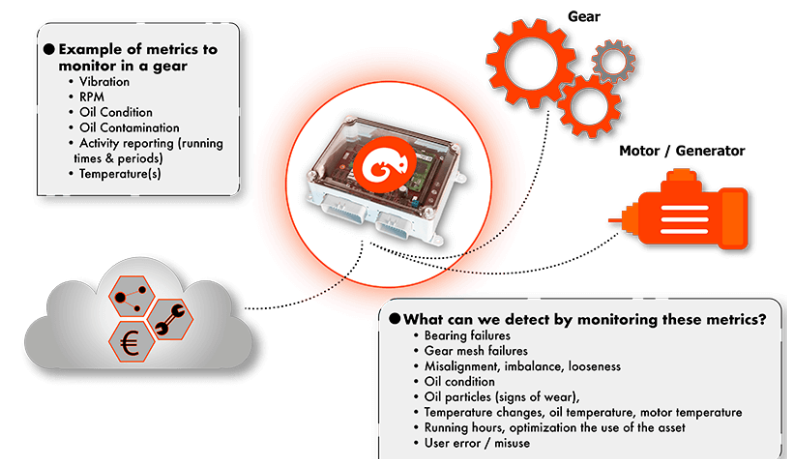 Gear
● Example of metrics to
monitor in a gear
• Vibration
• RPM
• Oil Condition
• Oil Contamination
• Activity reporting (running
times & periods)
• Temperature(s)
Motor / Generator
€
● What can we detect by monitoring these metrics?
• Bearing failures
• Gear mesh failures
• Misalignment, imbalance, looseness
• Oil condition
• Oil particles (signs of wear),
• Temperature changes, oil temperature, motor temperature
• Running hours, optimization the use of the asset
• User error / misuse